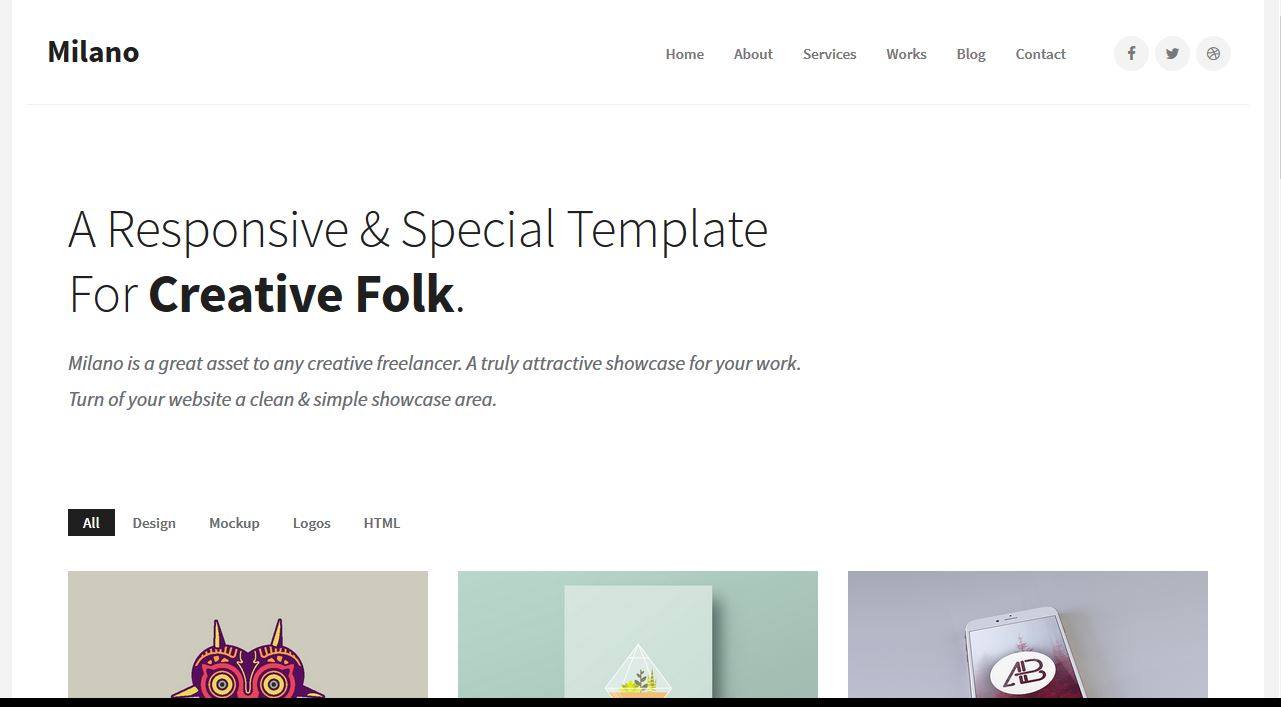 Milano
Home About Services Works Blog Contact
A Responsive & Special Template
For Creative Folk.
Milano is a great asset to any creative freelancer. A truly attractive showcase for your work.
Turn of your website a clean & simple showcase area.
All Design Mockup Logos HTML
AB